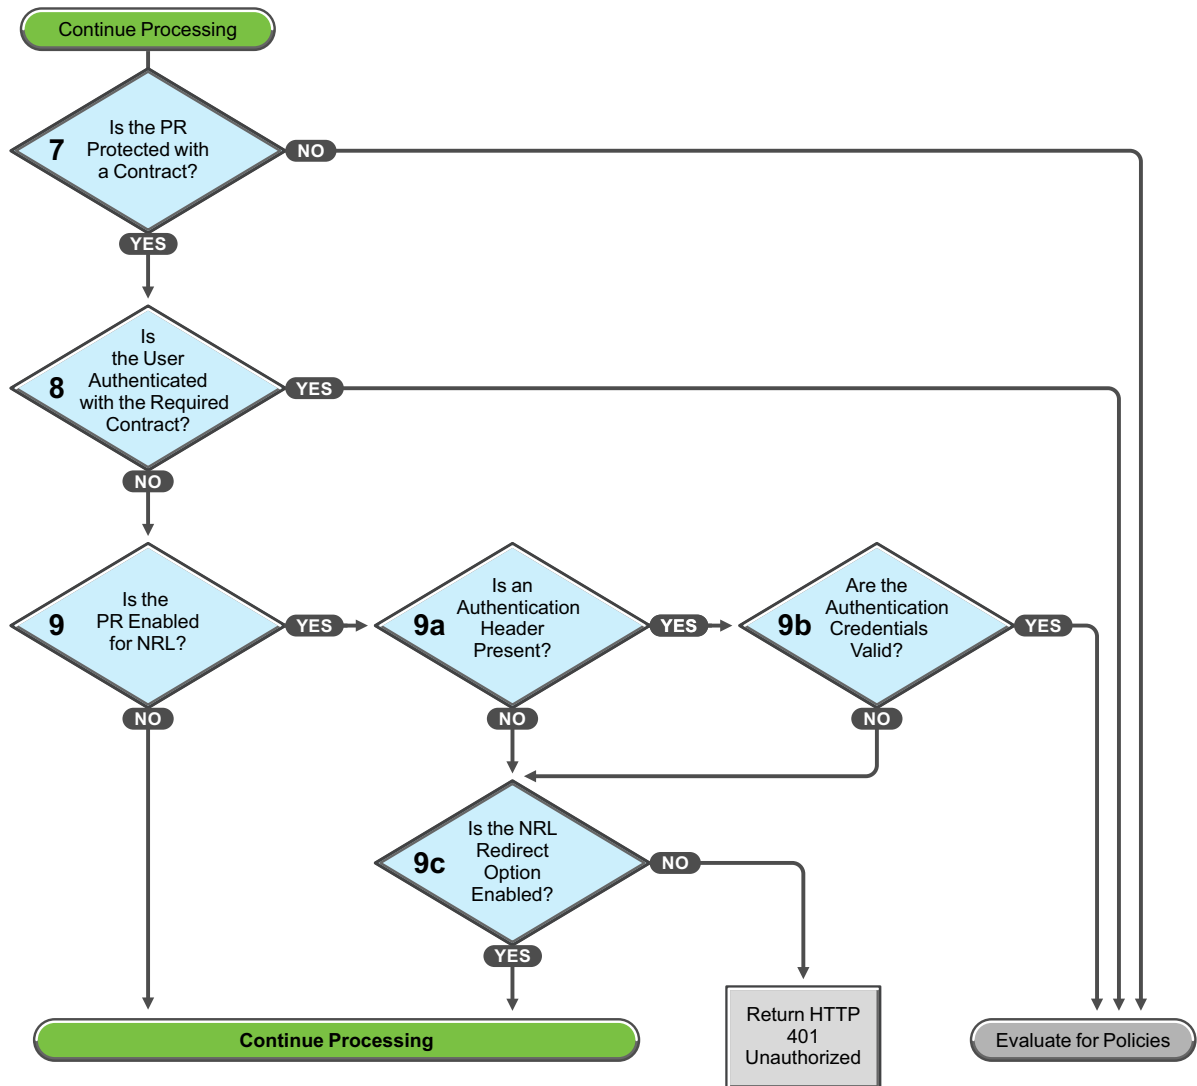 Continue Processing
7
Is the PR
Protected with
a Contract?
NO
YES
8
Is
the User
Authenticated
with the Required
Contract?
YES
NO
9
Is the
PR Enabled
for NRL?
YES
NO
9a
Is an
Authentication
Header
Present?
YES
NO
9b
Are the
Authentication
Credentials
Valid?
YES
NO
9c
Is the NRL
Redirect
Option
Enabled?
NO
YES
Continue Processing
Return HTTP
401
Unauthorized
Evaluate for Policies